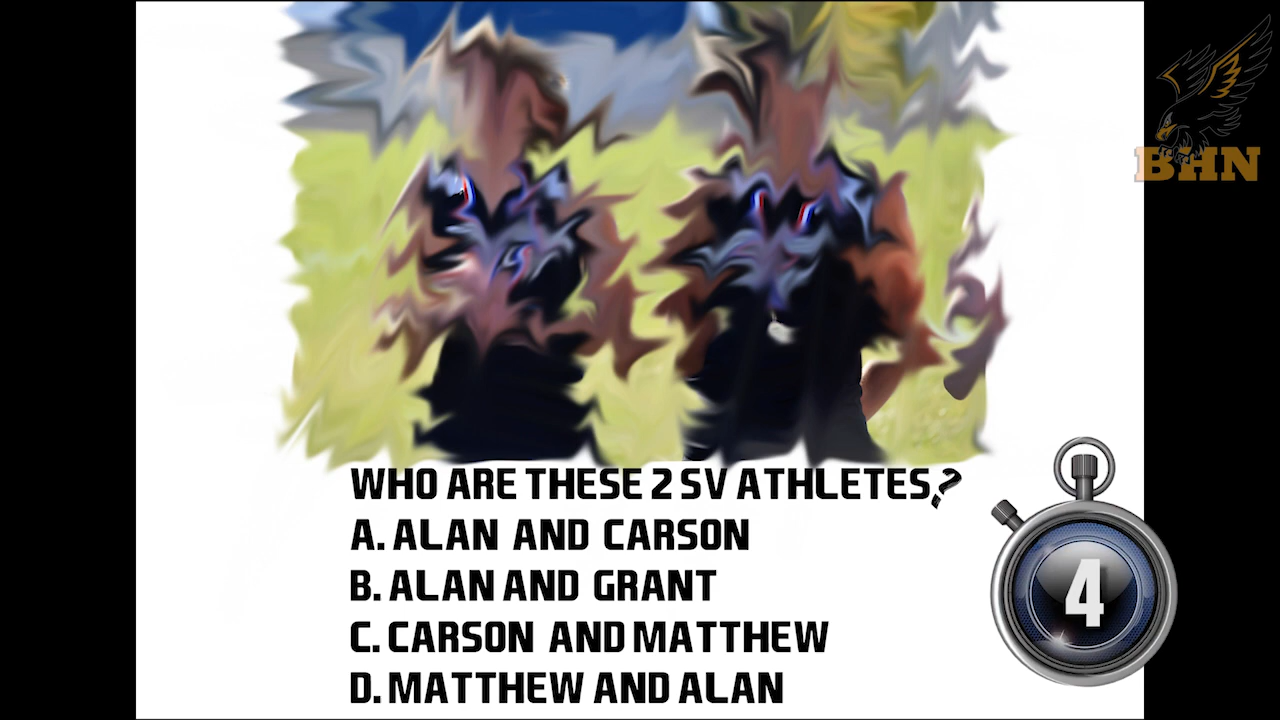 BHN
WHO ARE THESE 2 SV ATHLETES?
A. ALAN AND CARSON
B. ALAN AND GRANT
C. CARSON AND MATTHEW
D. MATTHEW AND ALAN
4